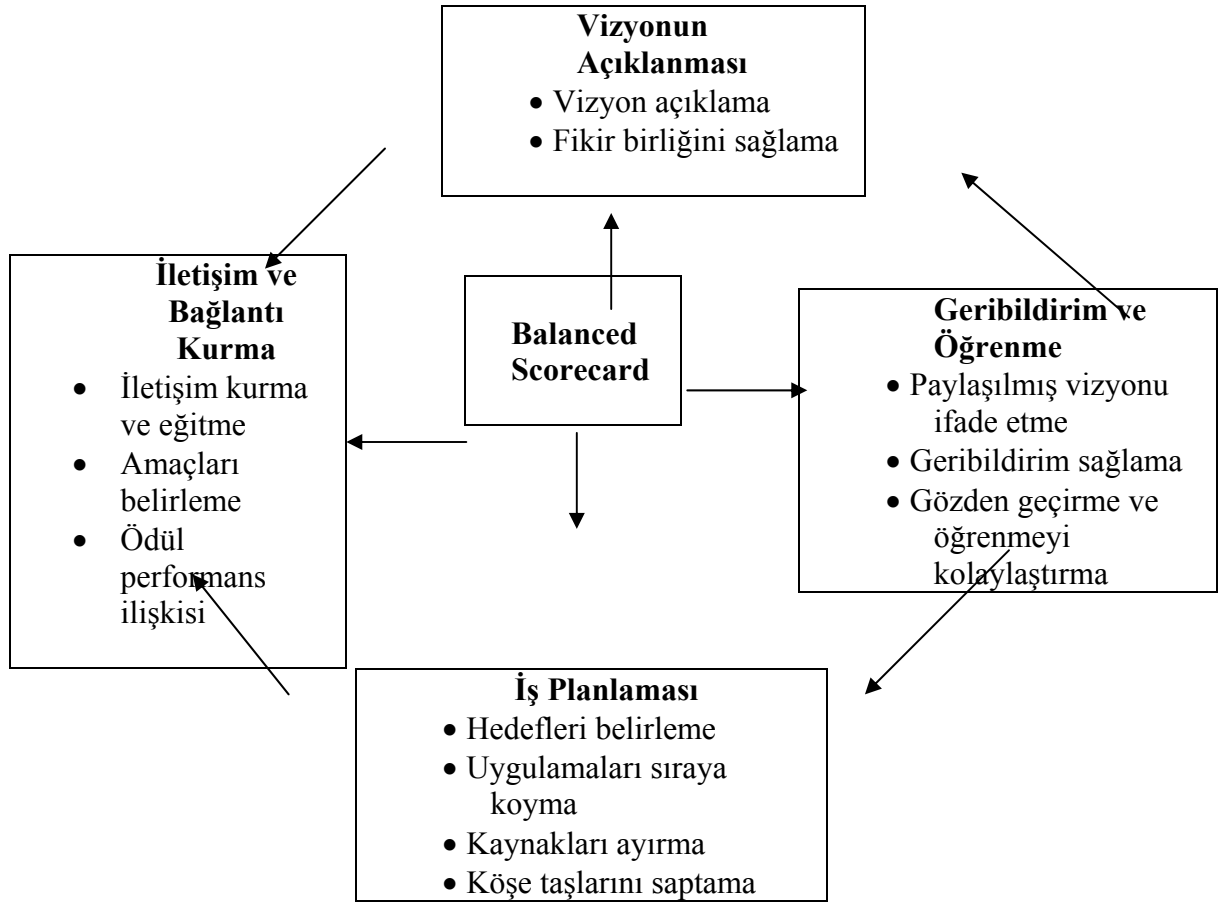 Vizyonun
Açıklanması
• Vizyon açıklama
• Fikir birliğini sağlama
İletişim ve
Bağlantı
Kurma
• İletişim kurma
ve eğitme
• Amaçları
belirleme
• Ödül
performans
ilişkisi
Balanced
Scorecard
Geribildirim ve
Öğrenme
• Paylaşılmış vizyonu
ifade etme
• Geribildirim sağlama
• Gözden geçirme ve
öğrenmeyi
kolaylaştırma
İş Planlaması
• Hedefleri belirleme
• Uygulamaları sıraya
koyma
• Kaynakları ayırma
• Köşe taşlarını saptama